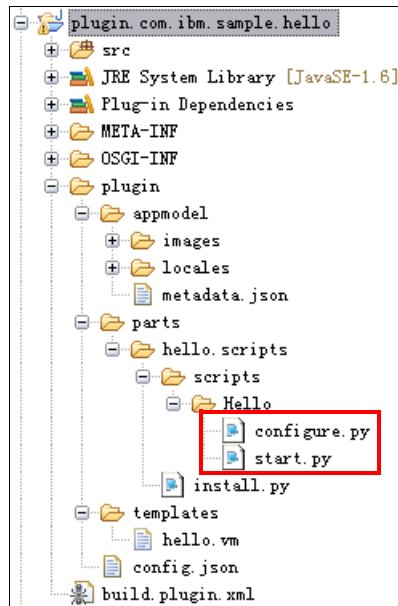 plugin.com.ibm.sample.hello
src
JRE System Library [JavaSE-1.6]
Plug-in Dependencies
META-INF
OSGI-INF
plugin
appmodel
images
locales
metadata.json
parts
hello.scripts
scripts
Hello
configure.py
start.py
install.py
templates
hello.vm
config.json
build.plugin.xml